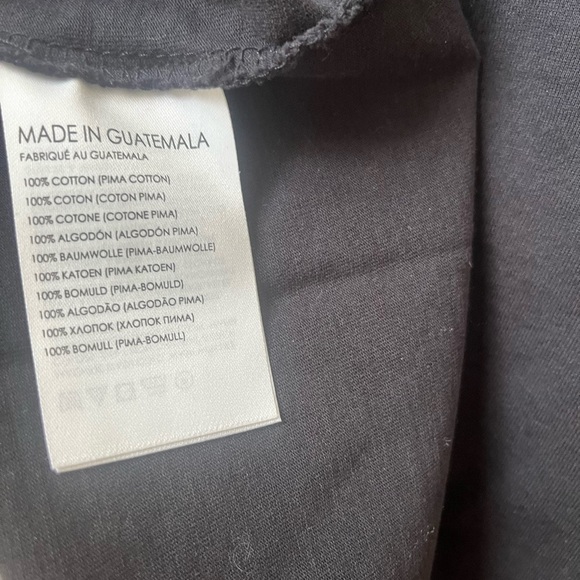 MADE IN GUATEMALA
FABRIQUÉ AU GUATEMALA
100% COTTON (PIMA COTTON)
100% COTON (COTON PIMA)
100% COTONE (COTONE PIMA)
100% ALGODÓN (ALGODÓN PIMA)
100% BAUMWOLLE (PIMA-BAUMWOLLE)
100% KATOEN (PIMA KATOEN)
100% BOMULD (PIMA-BOMULD)
100% ALGODÃO (ALGODÃO PIMA)
100% ХЛОПОК (ХЛОПОК ПИМА)
100% BOMULL (PIMA-BOMULL)